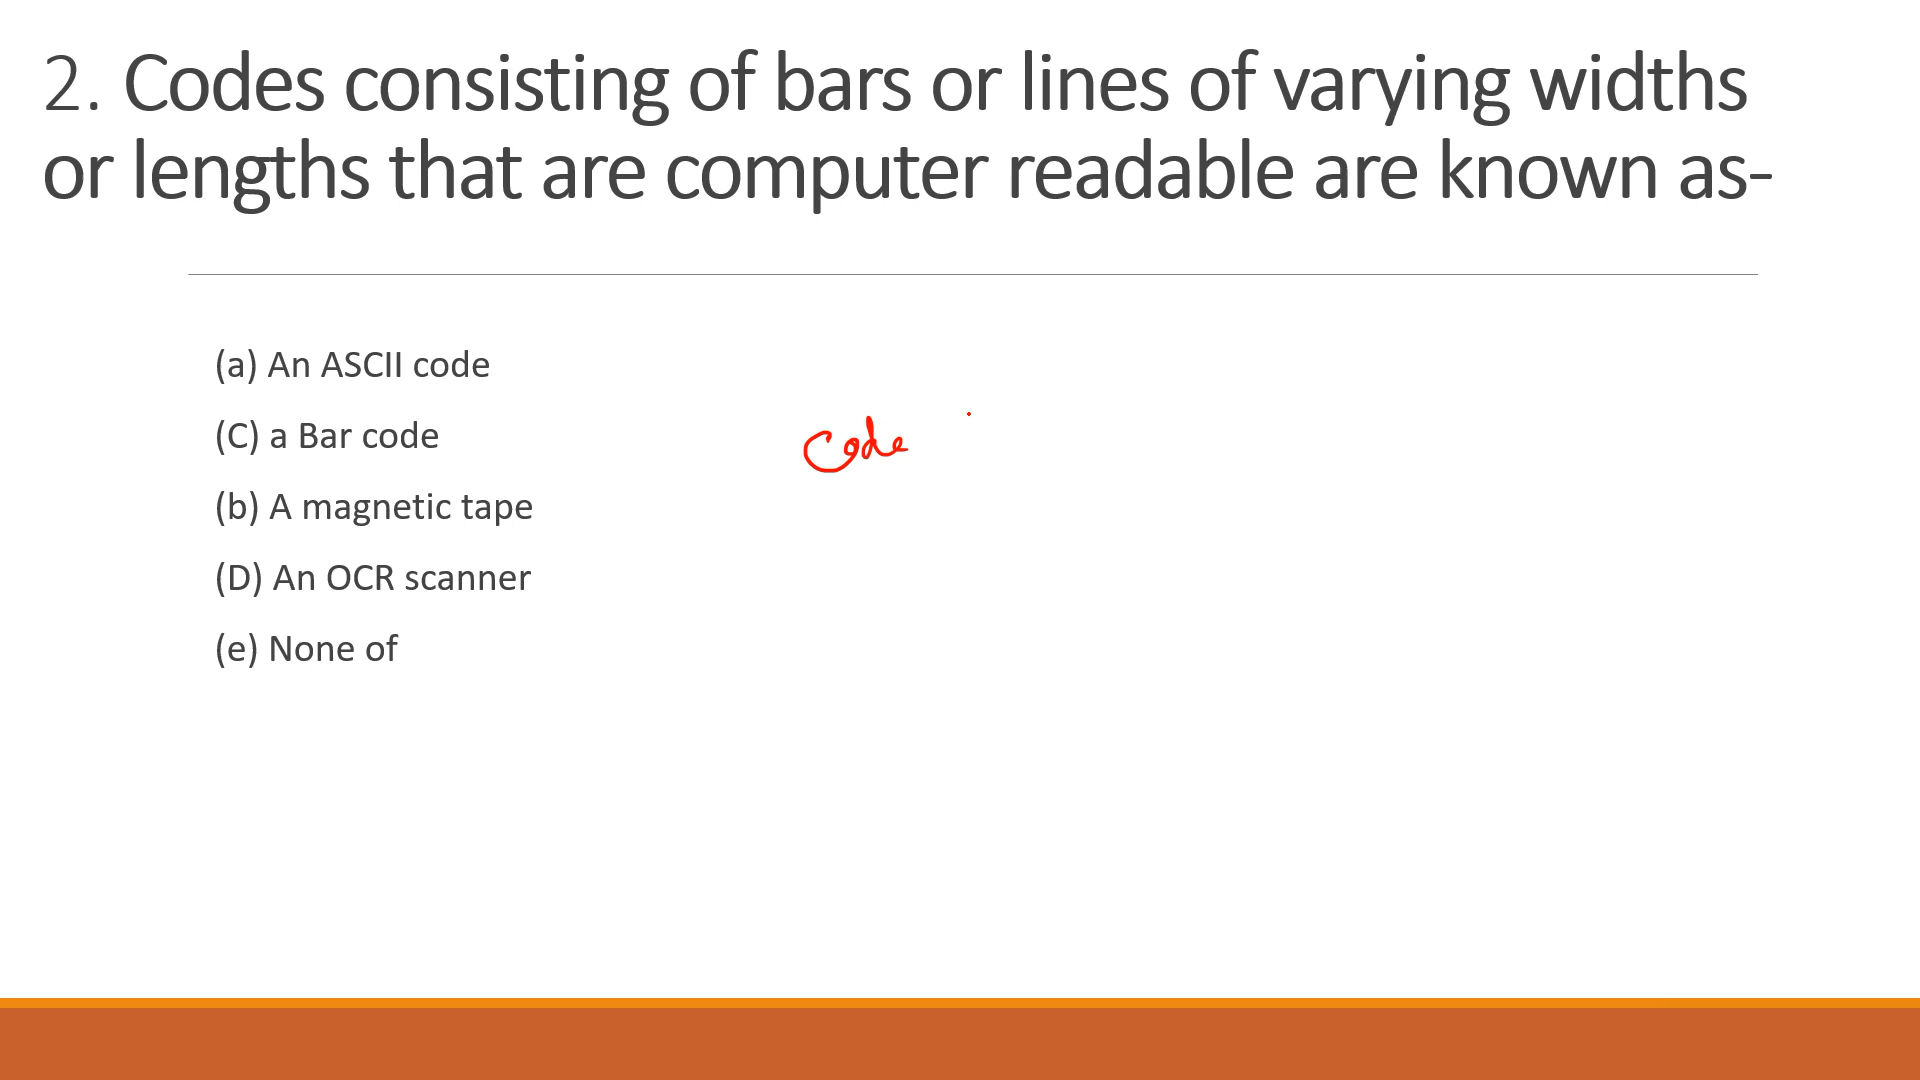 2. Codes consisting of bars or lines of varying widths
or lengths that are computer readable are known as-
(a) An ASCII code
(C) a Bar code
code
(b) A magnetic tape
(D) An OCR scanner
(e) None of